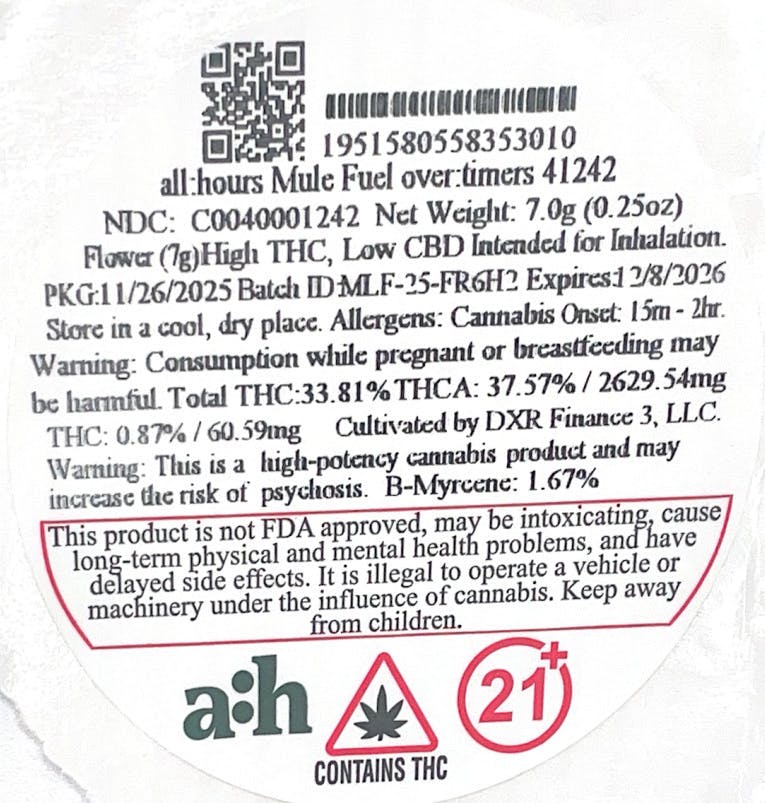 1951580558353010
all:hours Mule Fuel over:timers 41242
NDC: C0040001242 Net Weight: 7.0g (0.25oz)
Flower (7g)High THC, Low CBD Intended for Inhalation.
PKG:11/26/2025 Batch ID:MLF-25-FR6H2 Expires:12/8/2026
Store in a cool, dry place. Allergens: Cannabis Onset: 15m - 2hr.
Warning: Consumption while pregnant or breastfeeding may
be harmful. Total THC:33.81% THCA: 37.57% / 2629.54mg
THC: 0.87% / 60.59mg Cultivated by DXR Finance 3, LLC.
Warning: This is a high-potency cannabis product and may
increase the risk of psychosis. B-Myrcene: 1.67%
This product is not FDA approved, may be intoxicating, cause
long-term physical and mental health problems, and have
delayed side effects. It is illegal to operate a vehicle or
machinery under the influence of cannabis. Keep away
from children.
a:h
21+
CONTAINS THC